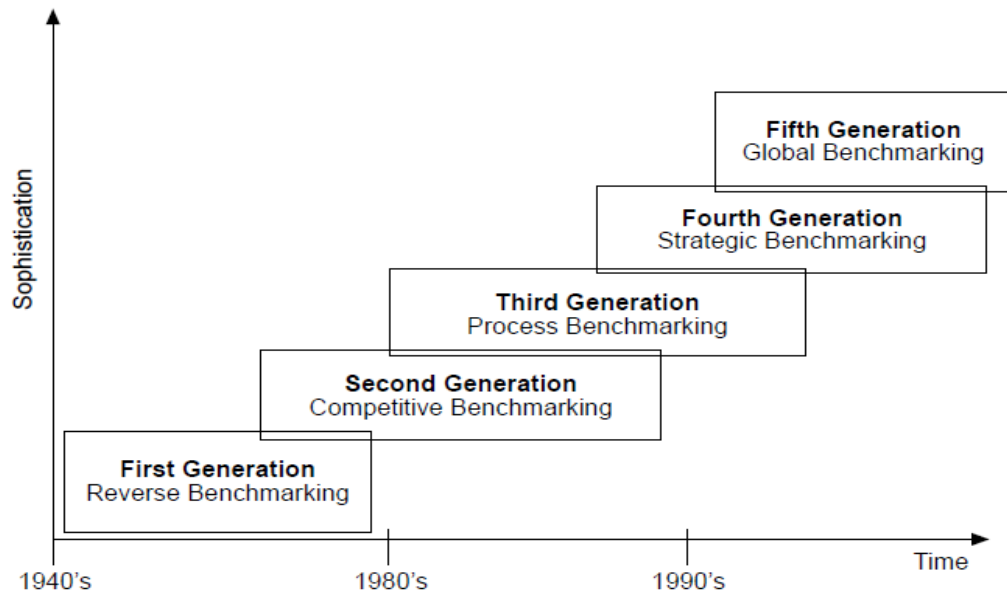 Sophistication
Fifth Generation
Global Benchmarking
Fourth Generation
Strategic Benchmarking
Third Generation
Process Benchmarking
Second Generation
Competitive Benchmarking
First Generation
Reverse Benchmarking
Time
1940's
1980's
1990's